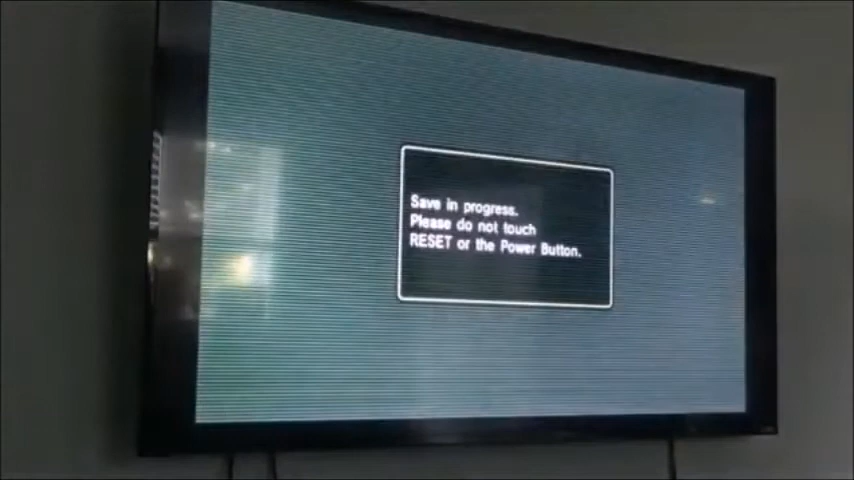 Save in progress.
Please do not touch
RESET or the Power Button.